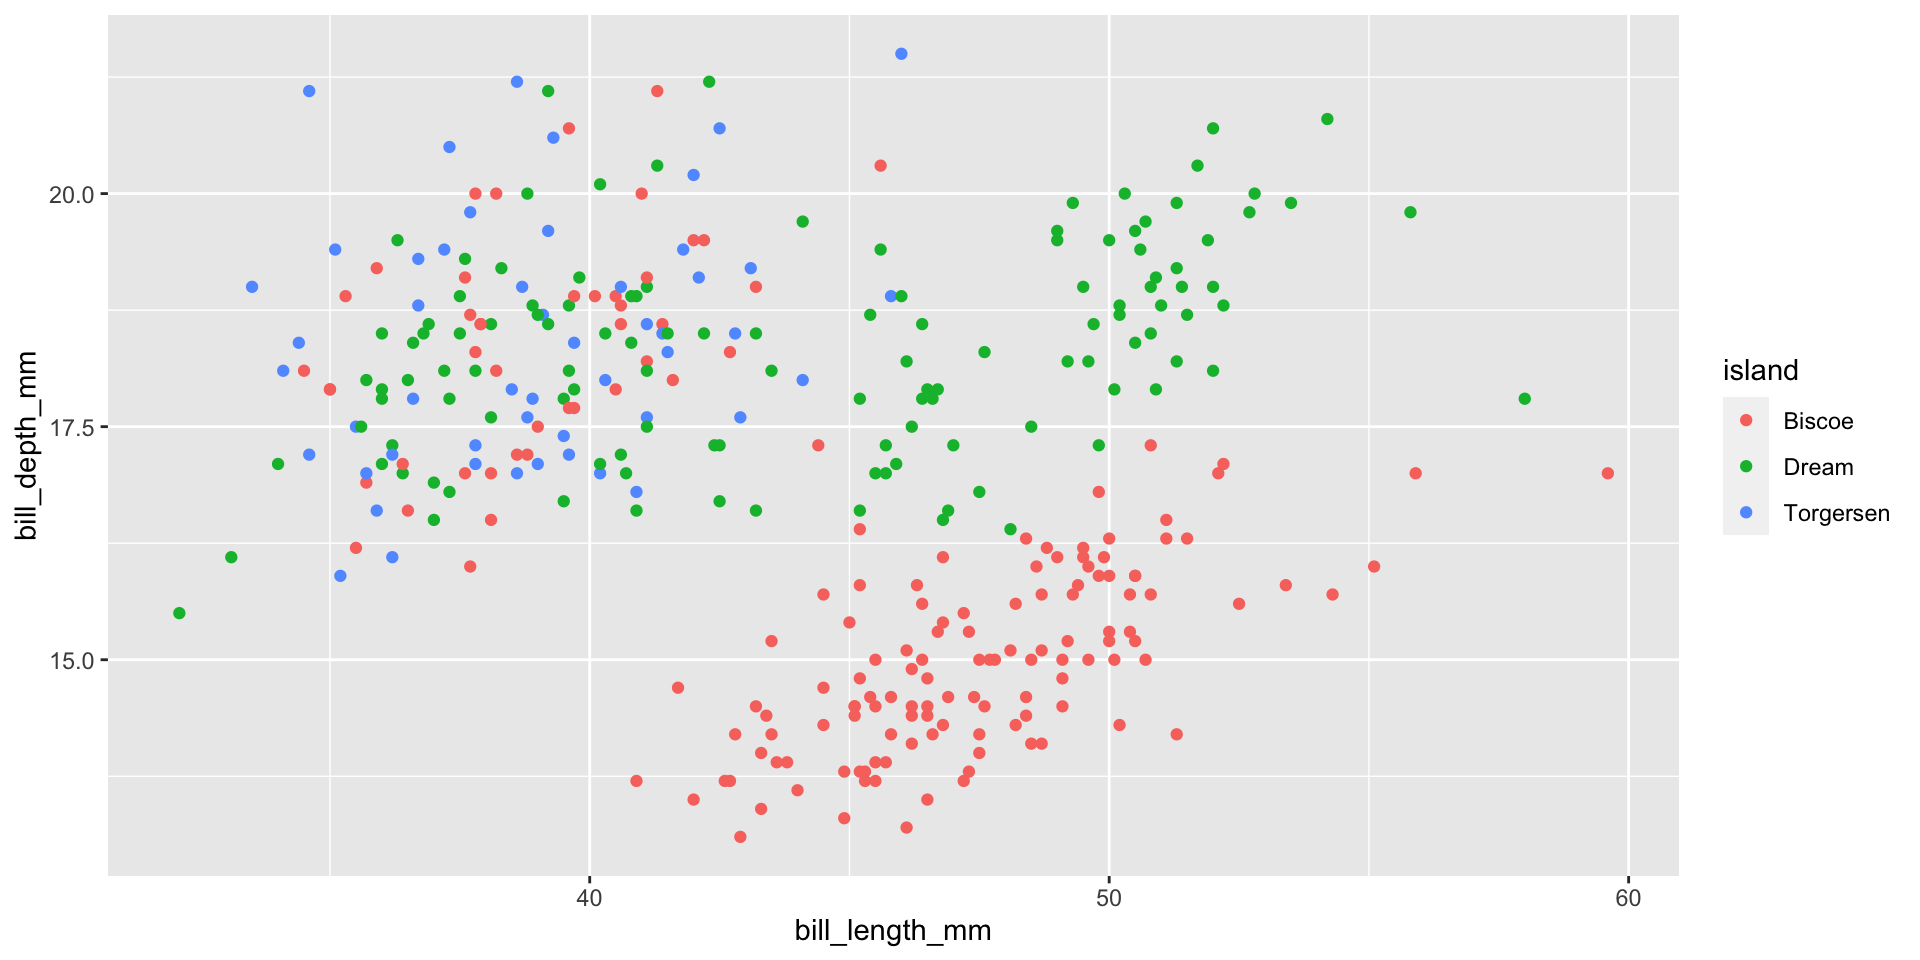 20.0
17.5
15.0
bill_depth_mm
40
50
60
bill_length_mm
island
Biscoe
Dream
Torgersen